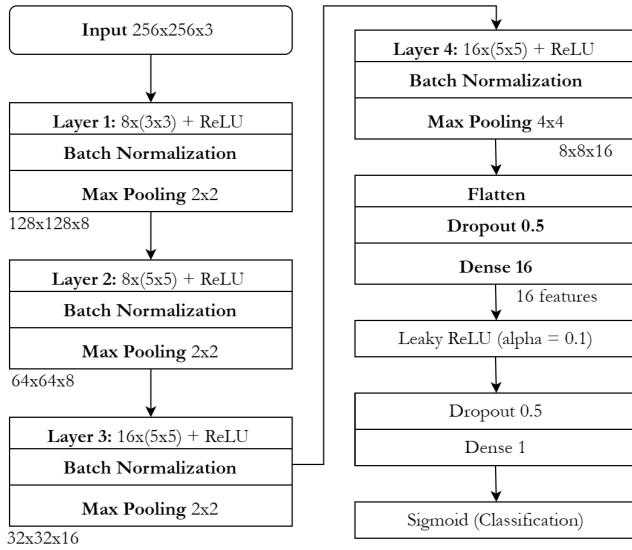 Input 256x256x3
Layer 1: 8x(3x3) + ReLU
Batch Normalization
Max Pooling 2x2
128x128x8
Layer 2: 8x(5x5) + ReLU
Batch Normalization
Max Pooling 2x2
64x64x8
Layer 3: 16x(5x5) + ReLU
Batch Normalization
Max Pooling 2x2
32x32x16
Layer 4: 16x(5x5) + ReLU
Batch Normalization
Max Pooling 4x4
8x8x16
Flatten
Dropout 0.5
Dense 16
16 features
Leaky ReLU (alpha = 0.1)
Dropout 0.5
Dense 1
Sigmoid (Classification)